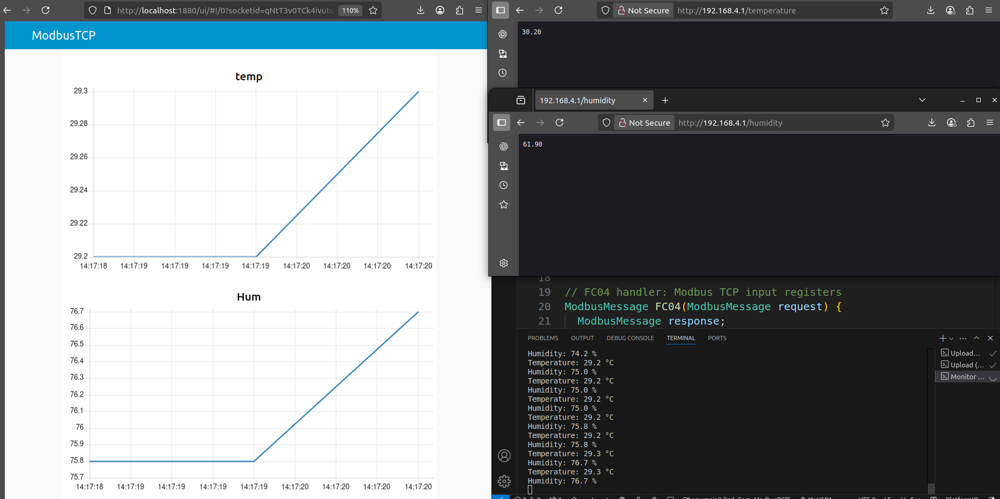 http://localhost:1880/ui/#!/0?socketid=qNtT3v0TCk4ivutu
110%
ModbusTCP
temp
29.3
29.28
29.26
29.24
29.22
29.2
14:17:18 14:17:19 14:17:19 14:17:19 14:17:19 14:17:20 14:17:20 14:17:20 14:17:20
Hum
76.7
76.6
76.5
76.4
76.3
76.2
76.1
76
75.9
75.8
75.7
14:17:18 14:17:19 14:17:19 14:17:19 14:17:19 14:17:20 14:17:20 14:17:20 14:17:20
Not Secure http://192.168.4.1/temperature
30.20
192.168.4.1/humidity
Not Secure http://192.168.4.1/humidity
61.90
18
19 // FC04 handler: Modbus TCP input registers
20 ModbusMessage FC04(ModbusMessage request) {
21 ModbusMessage response;
PROBLEMS OUTPUT DEBUG CONSOLE TERMINAL PORTS
Humidity: 74.2 %
Temperature: 29.2 °C
Humidity: 75.0 %
Temperature: 29.2 °C
Humidity: 75.0 %
Temperature: 29.2 °C
Humidity: 75.0 %
Temperature: 29.2 °C
Humidity: 75.8 %
Temperature: 29.2 °C
Humidity: 75.8 %
Temperature: 29.3 °C
Humidity: 76.7 %
Temperature: 29.3 °C
Humidity: 76.7 %
Upload...
Upload (...
Monitor ...